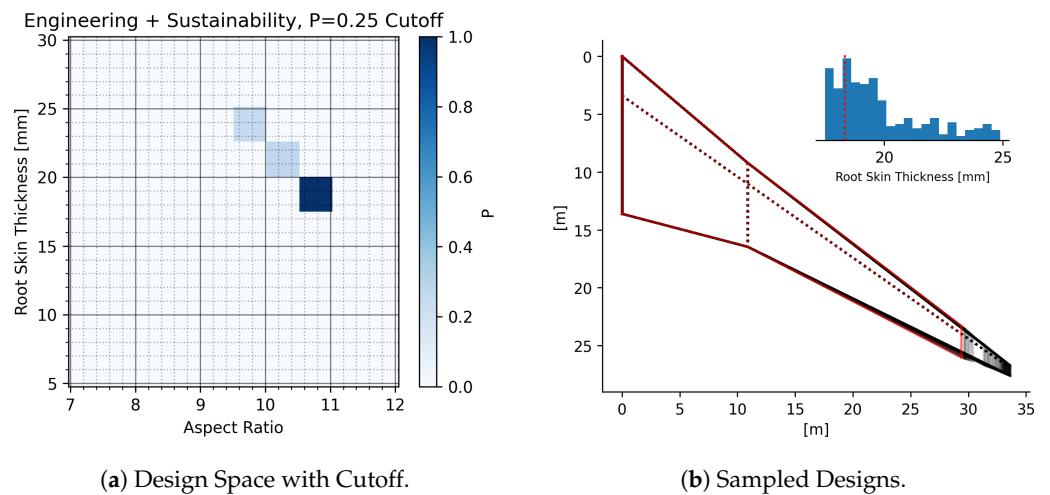 Engineering + Sustainability, P=0.25 Cutoff
30
25
20
15
10
5
Root Skin Thickness [mm]
7 8 9 10 11 12
Aspect Ratio
1.0
0.8
0.6
0.4
0.2
0.0
P
(a) Design Space with Cutoff.
0
5
10
15
20
25
[m]
0 5 10 15 20 25 30 35
[m]
20 25
Root Skin Thickness [mm]
(b) Sampled Designs.